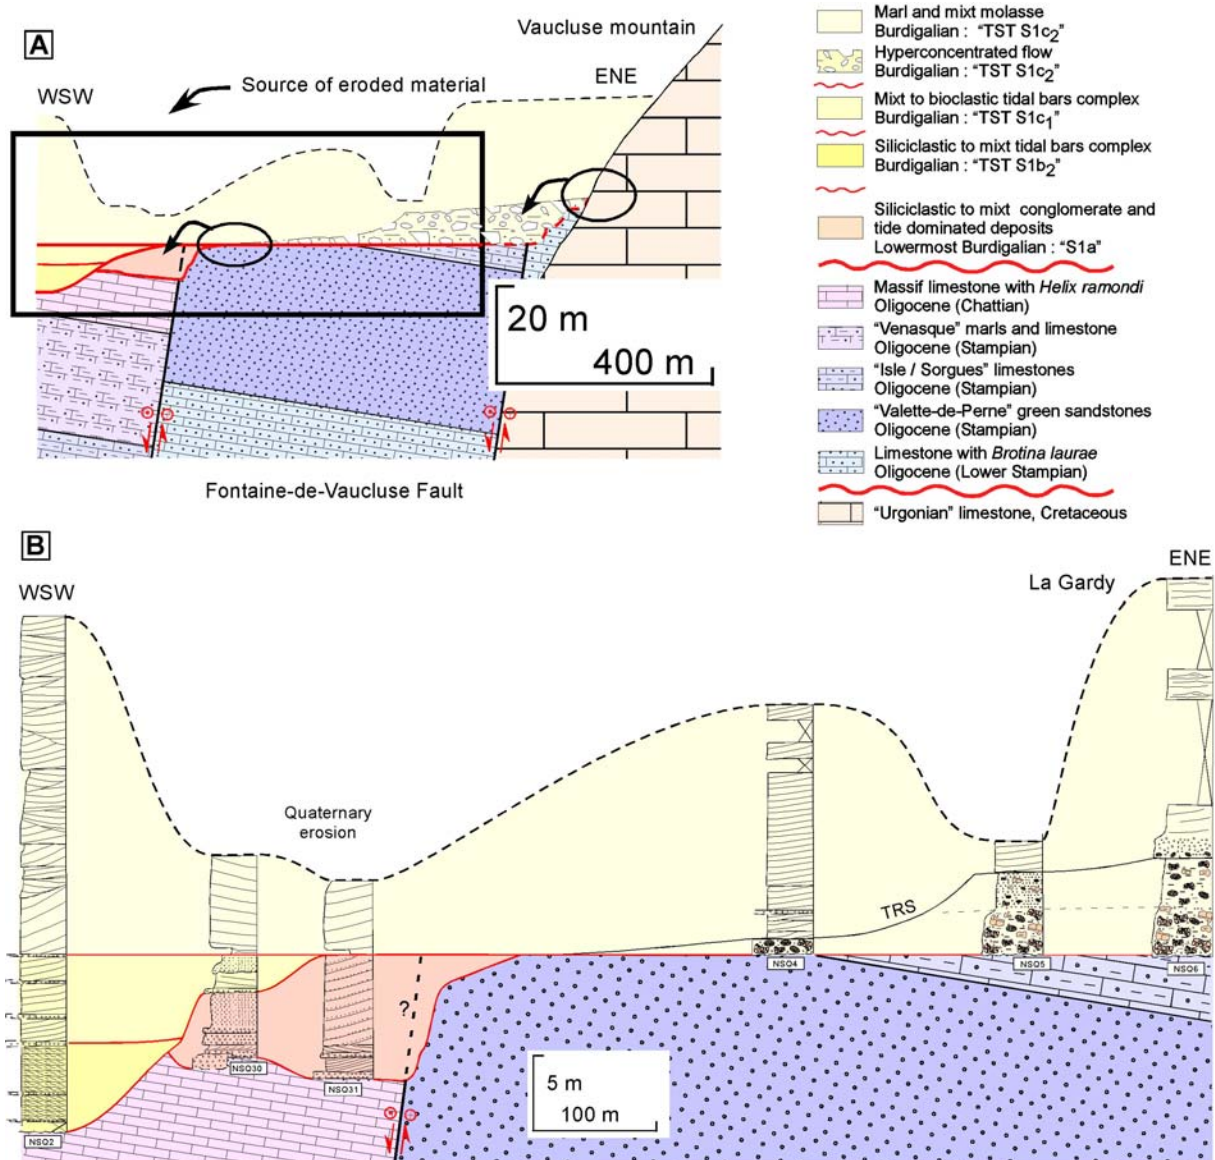 A
Vaucluse mountain
Source of eroded material
ENE
WSW
20 m
400 m
Fontaine-de-Vaucluse Fault
Marl and mixt molasse
Burdigalian : "TST S1c2"
Hyperconcentrated flow
Burdigalian : "TST S1c2"
Mixt to bioclastic tidal bars complex
Burdigalian : "TST S1c1"
Siliciclastic to mixt tidal bars complex
Burdigalian : "TST S1b2"
Siliciclastic to mixt conglomerate and
tide dominated deposits
Lowermost Burdigalian : "S1a"
Massif limestone with Helix ramondi
Oligocene (Chattian)
"Venasque" marls and limestone
Oligocene (Stampian)
"Isle / Sorgues" limestones
Oligocene (Stampian)
"Valette-de-Perne" green sandstones
Oligocene (Stampian)
Limestone with Brotina laurae
Oligocene (Lower Stampian)
"Urgonian" limestone, Cretaceous
B
WSW
ENE
La Gardy
Quaternary
erosion
TRS
NSQ4
NSQ5
NSQ6
?
NSQ30
NSQ31
NSQ2
5 m
100 m